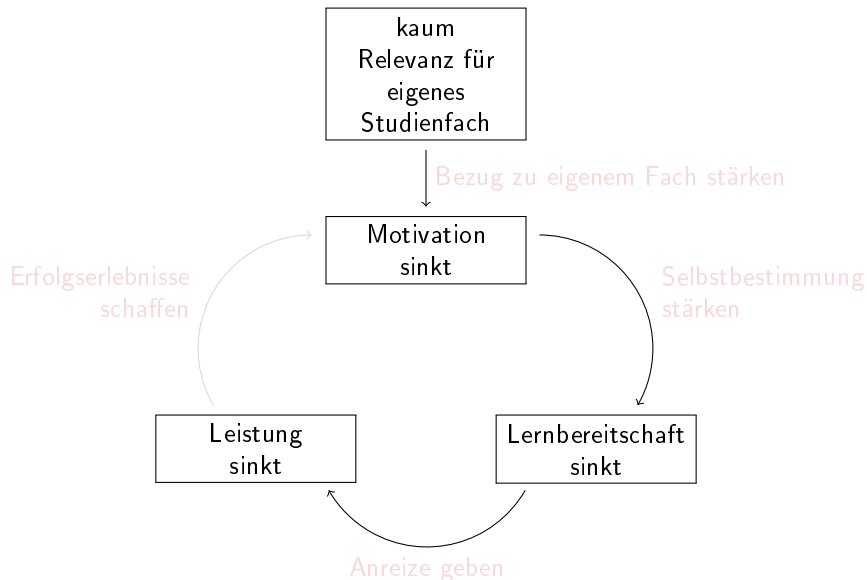 kaum
Relevanz für
eigenes
Studienfach
Bezug zu eigenem Fach stärken
Motivation
sinkt
Erfolgserlebnisse
schaffen
Selbstbestimmung
stärken
Leistung
sinkt
Lernbereitschaft
sinkt
Anreize geben